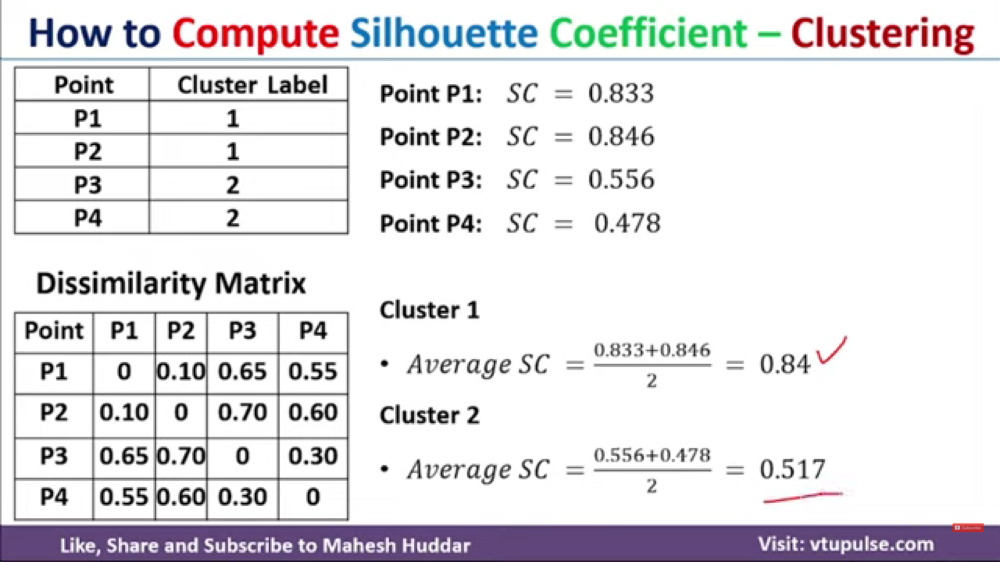 How to Compute Silhouette Coefficient – Clustering
Point Cluster Label
P1 1
P2 1
P3 2
P4 2
Dissimilarity Matrix
Point P1 P2 P3 P4
P1 0 0.10 0.65 0.55
P2 0.10 0 0.70 0.60
P3 0.65 0.70 0 0.30
P4 0.55 0.60 0.30 0
Point P1: SC = 0.833
Point P2: SC = 0.846
Point P3: SC = 0.556
Point P4: SC = 0.478
Cluster 1
• Average SC = \frac{0.833+0.846}{2} = 0.84
Cluster 2
• Average SC = \frac{0.556+0.478}{2} = 0.517
Subscribe
Like, Share and Subscribe to Mahesh Huddar
Visit: vtupulse.com